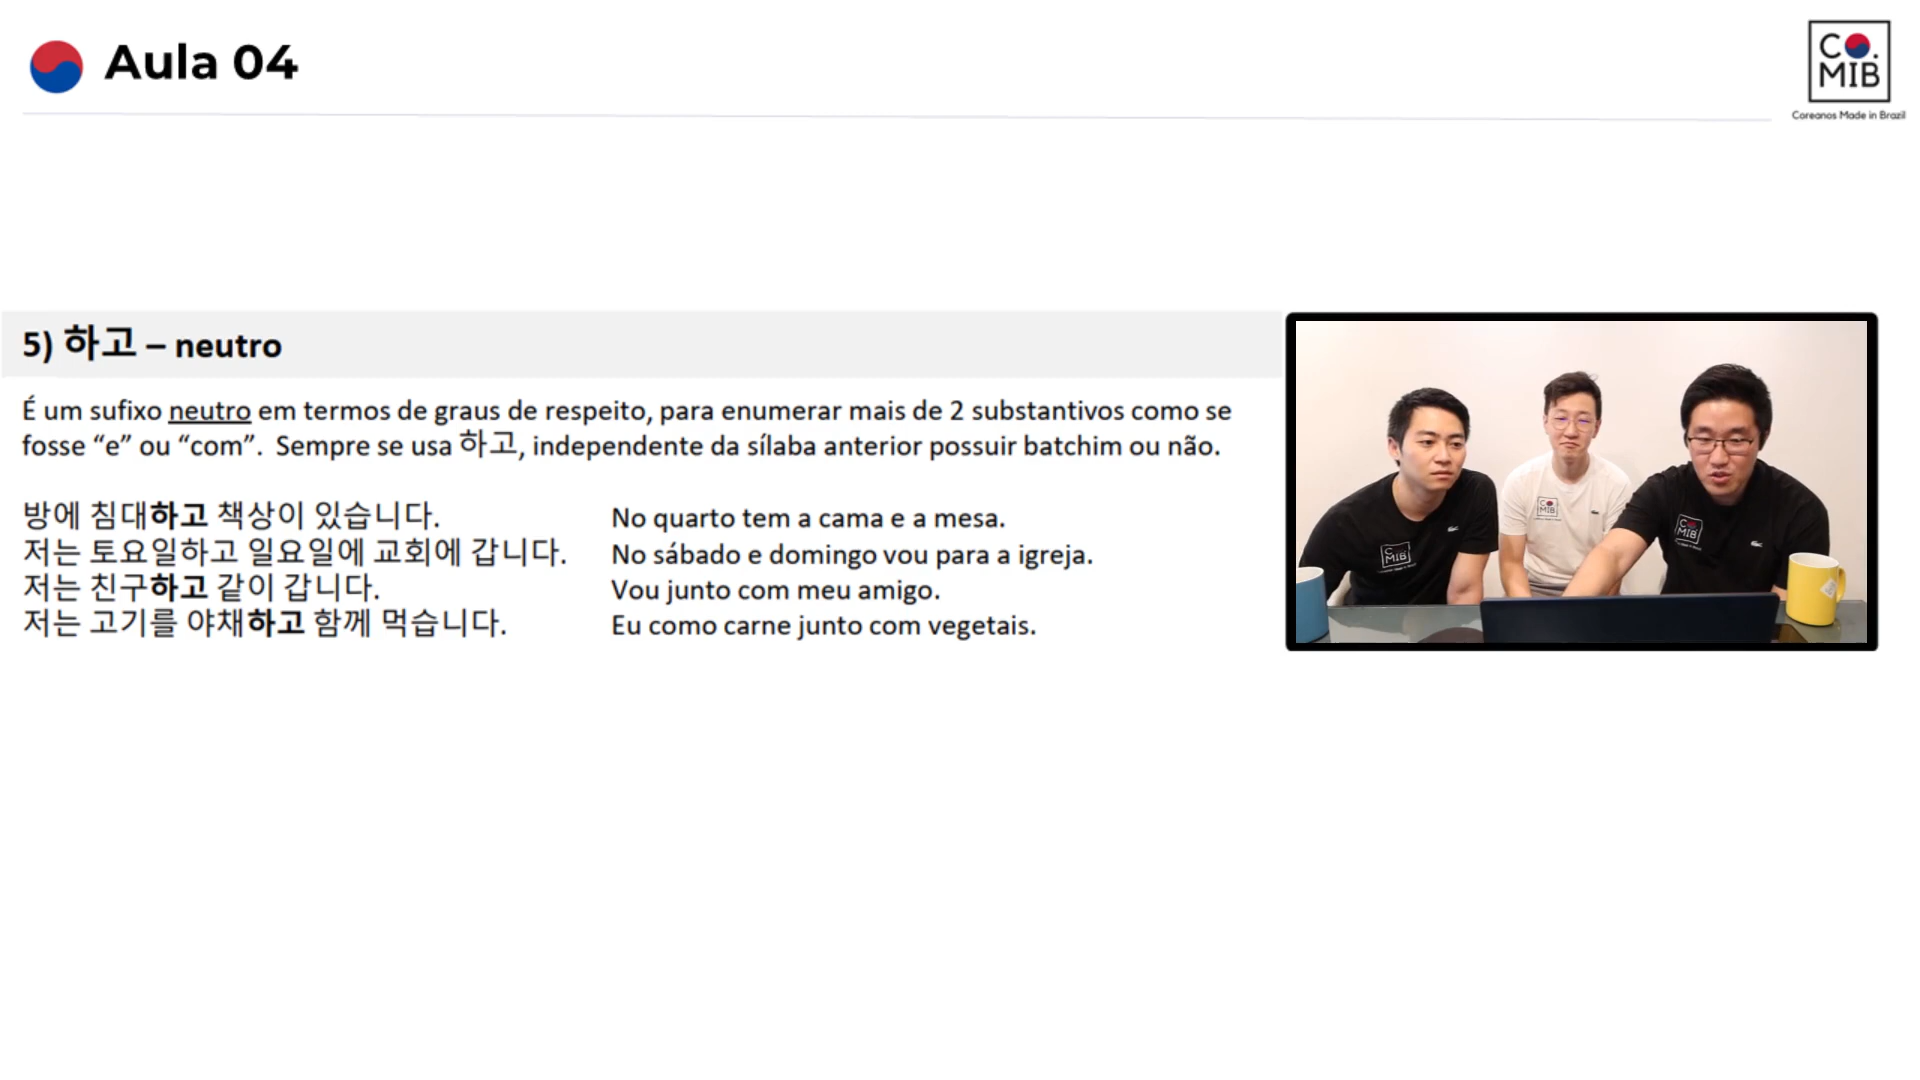 Aula 04
CO.
MIB
Coreanos Made in Brazil
5) 하고 – neutro
É um sufixo neutro em termos de graus de respeito, para enumerar mais de 2 substantivos como se
fosse “e” ou “com”.  Sempre se usa 하고, independente da sílaba anterior possuir batchim ou não.
방에 침대하고 책상이 있습니다.
No quarto tem a cama e a mesa.
저는 토요일하고 일요일에 교회에 갑니다.
No sábado e domingo vou para a igreja.
저는 친구하고 같이 갑니다.
Vou junto com meu amigo.
저는 고기를 야채하고 함께 먹습니다.
Eu como carne junto com vegetais.
CO.
MIB
CO.
MIB
CO.
MIB